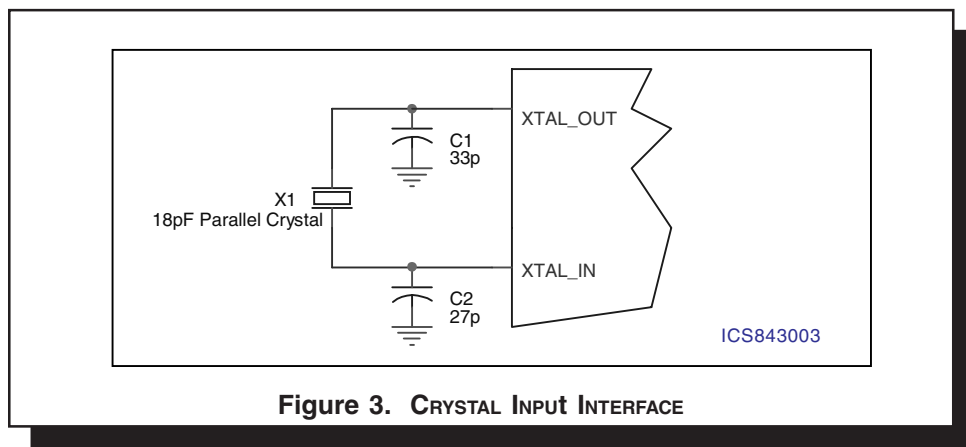 XTAL_OUT
C1
33p
X1
18pF Parallel Crystal
XTAL_IN
C2
27p
ICS843003
Figure 3. CRYSTAL INPUT INTERFACE